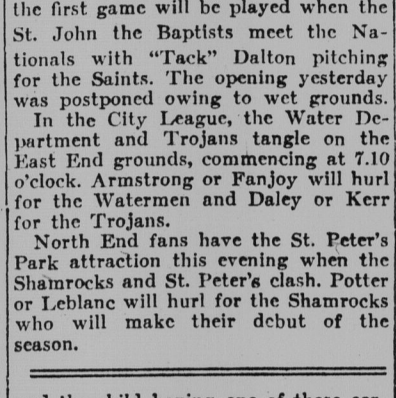 the first game will be played when the
St. John the Baptists meet the Na-
tionals with "Tack" Dalton pitching
for the Saints. The opening yesterday
was postponed owing to wet grounds.
In the City League, the Water De-
partment and Trojans tangle on the
East End grounds, commencing at 7.10
o'clock. Armstrong or Fanjoy will hurl
for the Watermen and Daley or Kerr
for the Trojans.
North End fans have the St. Peter's
Park attraction this evening when the
Shamrocks and St. Peter's clash. Potter
or Leblanc will hurl for the Shamrocks
who will make their debut of the
season.